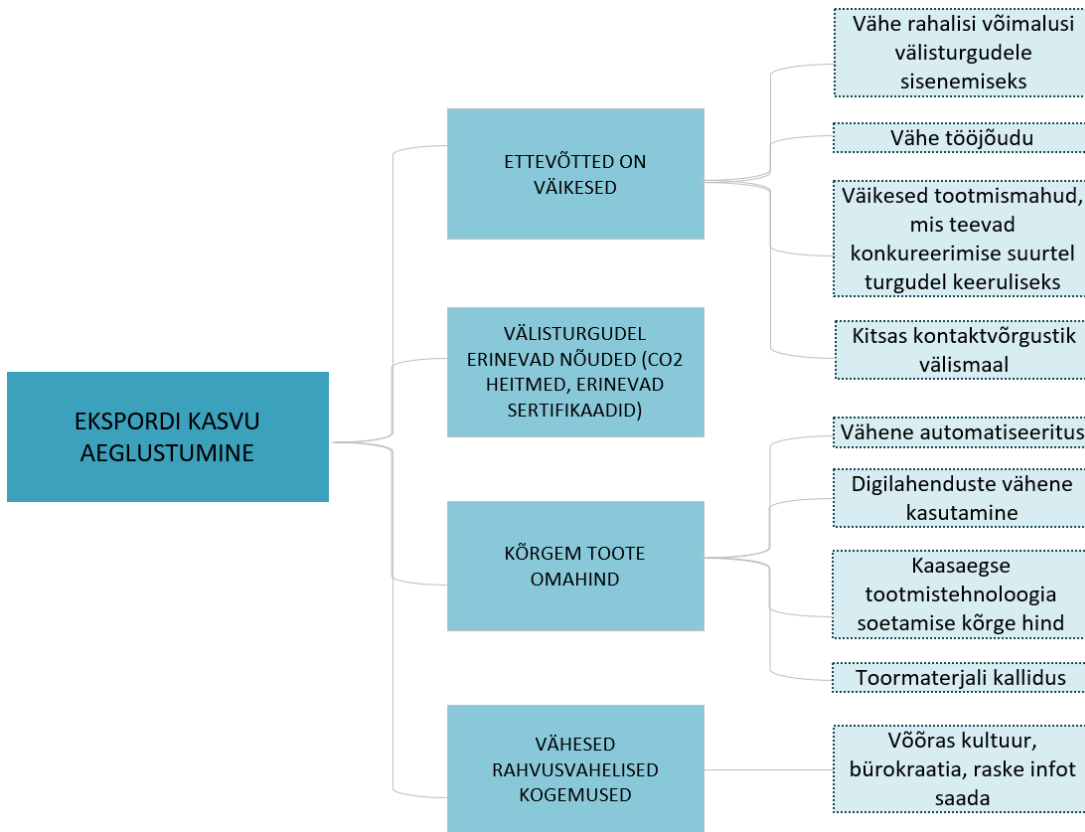 EKSPORDI KASVU
AEGLUSTUMINE
ETTEVÕTTED ON
VÄIKESED
Vähe rahalisi võimalusi
välisturgudele
sisenemiseks
Vähe tööjõudu
Väikesed tootmismahud,
mis teevad
konkureerimise suurtel
turgudel keeruliseks
Kitsas kontaktvõrgustik
välismaal
VÄLISTURGUDEL
ERINEVAD NÕUDED (CO2
HEITMED, ERINEVAD
SERTIFIKAADID)
KÕRGEM TOOTE
OMAHIND
Vähene automatiseeritus
Digilahenduste vähene
kasutamine
Kaasaegse
tootmistehnoloogia
soetamise kõrge hind
Toormaterjali kallidus
VÄHESED
RAHVUSVAHELISED
KOGEMUSED
Võõras kultuur,
bürokraatia, raske infot
saada